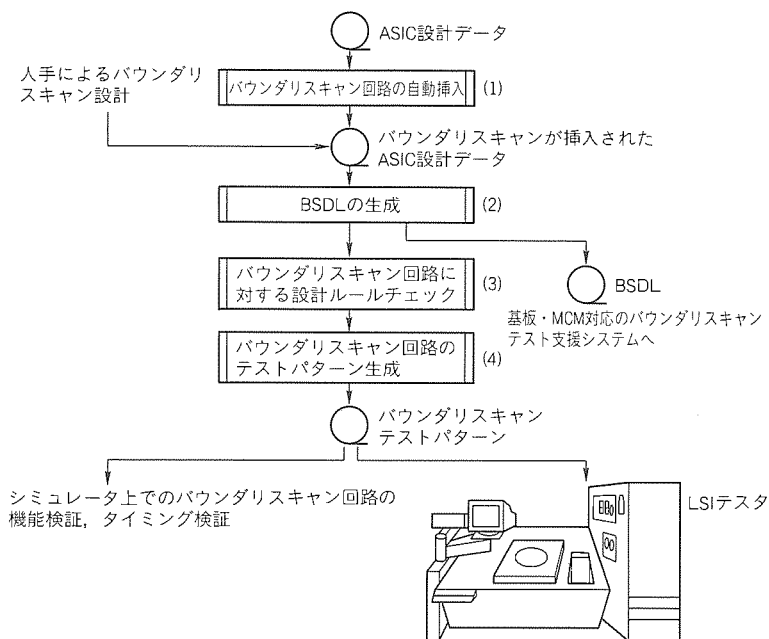 ASIC設計データ
人手によるバウンダリ
スキャン設計
バウンダリスキャン回路の自動挿入
(1)
バウンダリスキャンが挿入された
ASIC設計データ
BSDLの生成
(2)
バウンダリスキャン回路に
対する設計ルールチェック
(3)
BSDL
基板・MCM対応のバウンダリスキャン
テスト支援システムへ
バウンダリスキャン回路の
テストパターン生成
(4)
バウンダリスキャン
テストパターン
シミュレータ上でのバウンダリスキャン回路の
機能検証，タイミング検証
LSIテスタ